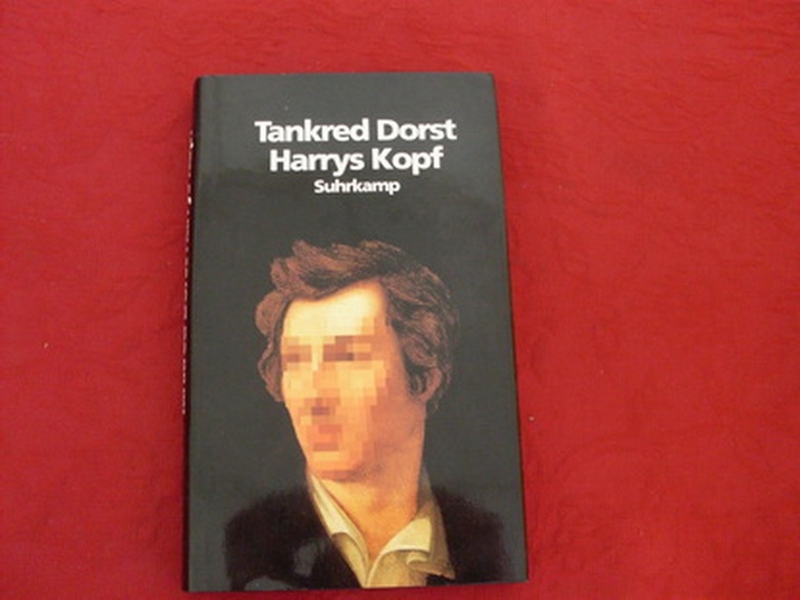 Tankred Dorst
Harrys Kopf
Suhrkamp